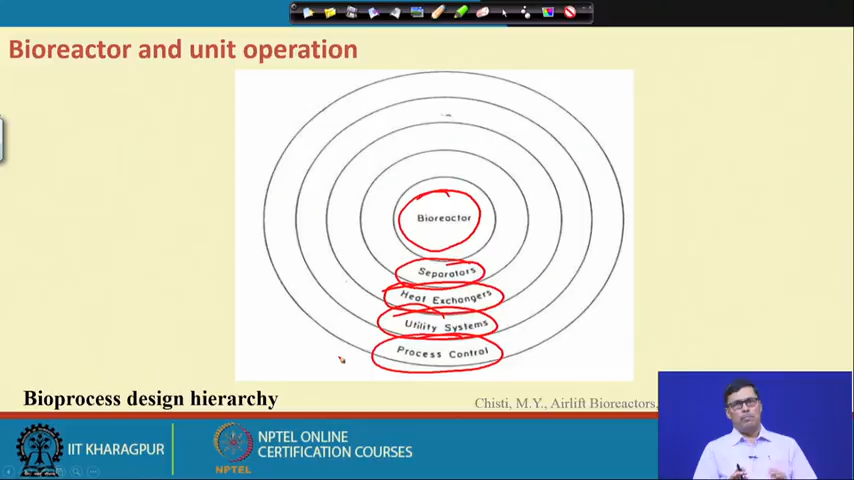 Bioreactor and unit operation
Bioreactor
Separators
Heat Exchangers
Utility Systems
Process Control
Bioprocess design hierarchy
Chisti, M.Y., Airlift Bioreactors,
IIT KHARAGPUR
NPTEL
NPTEL ONLINE
CERTIFICATION COURSES